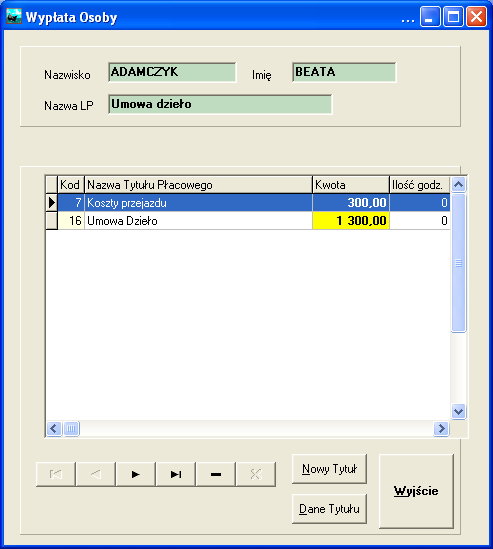 Wypłata Osoby ...
Nazwisko ADAMCZYK Imię BEATA
Nazwa LP Umowa dzieło
Kod Nazwa Tytułu Płacowego Kwota Ilość godz.
7 Koszty przejazdu 300,00 0
16 Umowa Dzieło 1 300,00 0
Nowy Tytuł
Wyjście
Dane Tytułu